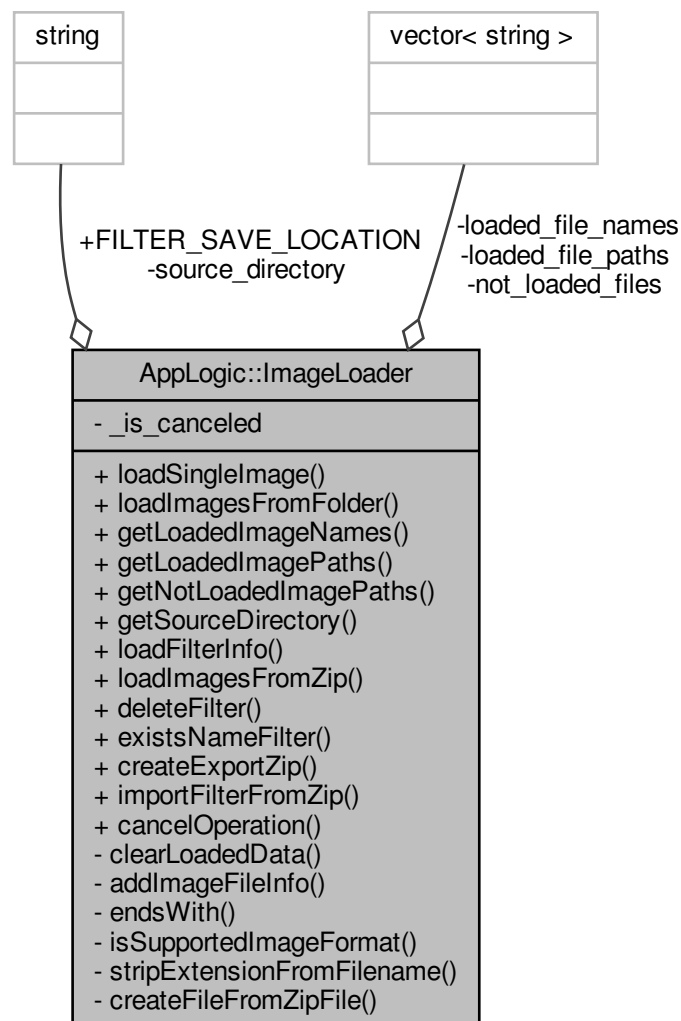 string
vector< string >
+FILTER_SAVE_LOCATION
-source_directory
-loaded_file_names
-loaded_file_paths
-not_loaded_files
AppLogic::ImageLoader
- _is_canceled
+ loadSingleImage()
+ loadImagesFromFolder()
+ getLoadedImageNames()
+ getLoadedImagePaths()
+ getNotLoadedImagePaths()
+ getSourceDirectory()
+ loadFilterInfo()
+ loadImagesFromZip()
+ deleteFilter()
+ existsNameFilter()
+ createExportZip()
+ importFilterFromZip()
+ cancelOperation()
- clearLoadedData()
- addImageFileInfo()
- endsWith()
- isSupportedImageFormat()
- stripExtensionFromFilename()
- createFileFromZipFile()